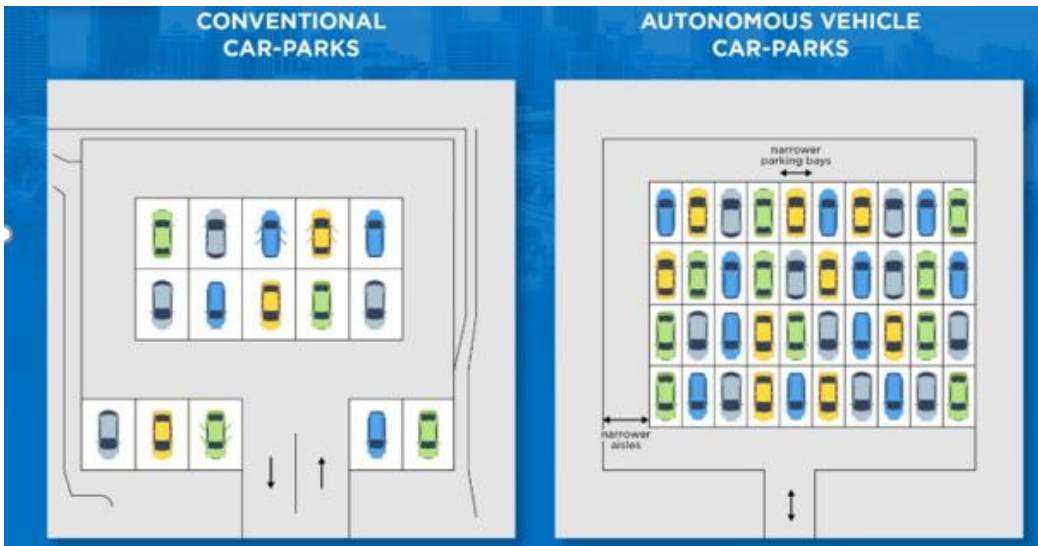 CONVENTIONAL
CAR-PARKS
AUTONOMOUS VEHICLE
CAR-PARKS
narrower
parking bays
narrower
aisles